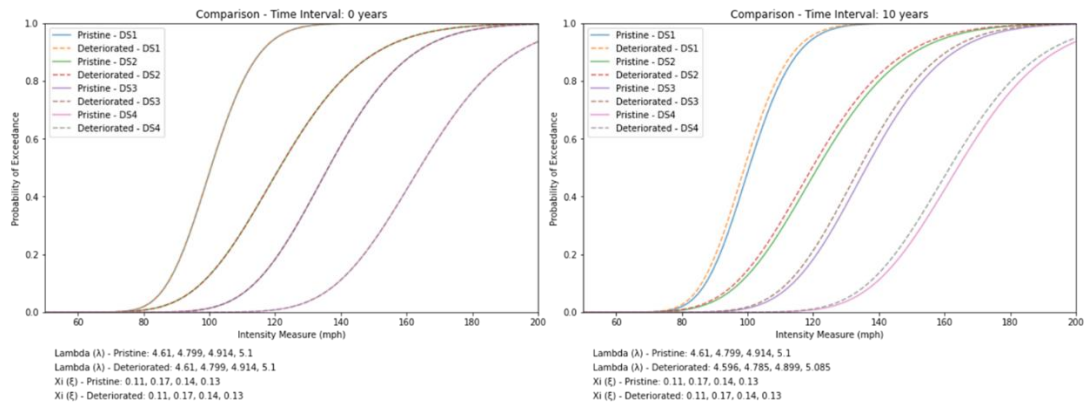 Comparison - Time Interval: 0 years
Pristine - DS1
Deteriorated - DS1
Pristine - DS2
Deteriorated - DS2
Pristine - DS3
Deteriorated - DS3
Pristine - DS4
Deteriorated - DS4
Probability of Exceedance
1.0
0.8
0.6
0.4
0.2
0.0
60 80 100 120 140 160 180 200
Intensity Measure (mph)
Lambda (λ) - Pristine: 4.61, 4.799, 4.914, 5.1
Lambda (λ) - Deteriorated: 4.61, 4.799, 4.914, 5.1
Xi (ξ) - Pristine: 0.11, 0.17, 0.14, 0.13
Xi (ξ) - Deteriorated: 0.11, 0.17, 0.14, 0.13
Comparison - Time Interval: 10 years
Pristine - DS1
Deteriorated - DS1
Pristine - DS2
Deteriorated - DS2
Pristine - DS3
Deteriorated - DS3
Pristine - DS4
Deteriorated - DS4
Probability of Exceedance
1.0
0.8
0.6
0.4
0.2
0.0
60 80 100 120 140 160 180 200
Intensity Measure (mph)
Lambda (λ) - Pristine: 4.61, 4.799, 4.914, 5.1
Lambda (λ) - Deteriorated: 4.596, 4.785, 4.899, 5.085
Xi (ξ) - Pristine: 0.11, 0.17, 0.14, 0.13
Xi (ξ) - Deteriorated: 0.11, 0.17, 0.14, 0.13